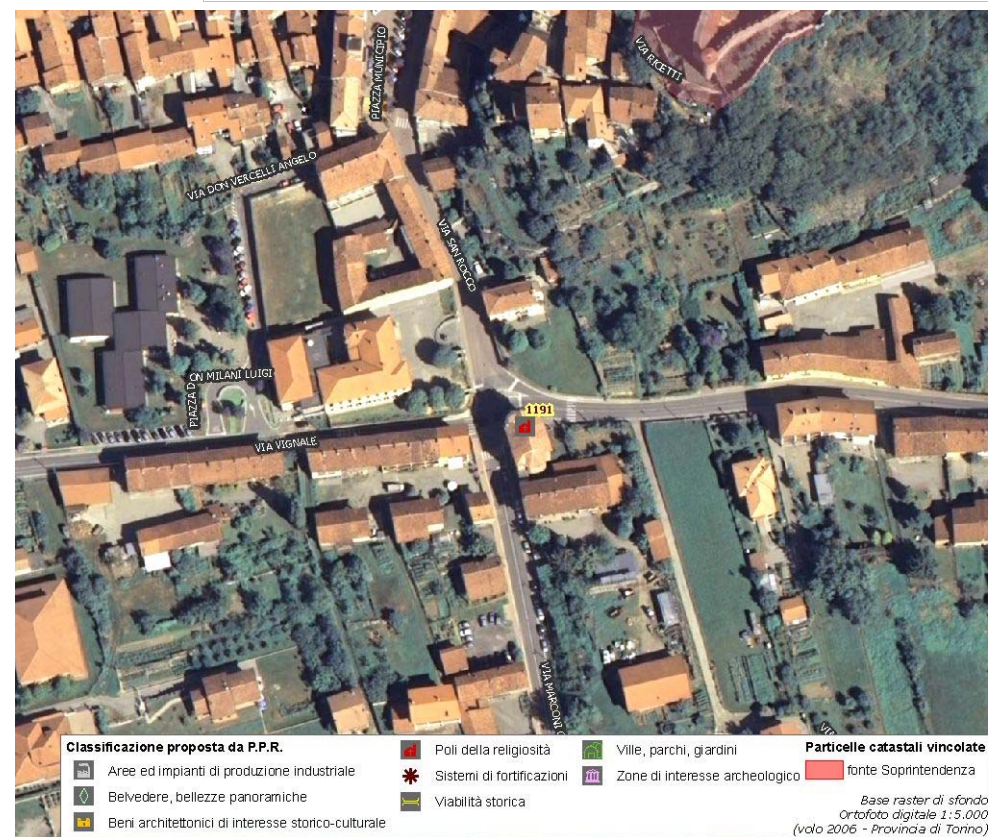 PIAZZA MUNICIPIO
VIA RICETTI
VIA DON VERCELLI ANGELO
VIA SAN ROCCO
PIAZZA DON MILANI LUIGI
1191
VIA VIGNALE
VIA MARCONI
Classificazione proposta da P.P.R.
Aree ed impianti di produzione industriale
Belvedere, bellezze panoramiche
Beni architettonici di interesse storico-culturale
Poli della religiosità
Sistemi di fortificazioni
Viabilità storica
Ville, parchi, giardini
Zone di interesse archeologico
Particelle catastali vincolate
fonte Soprintendenza
Base raster di sfondo
Ortofoto digitale 1:5.000
(volo 2006 - Provincia di Torino)